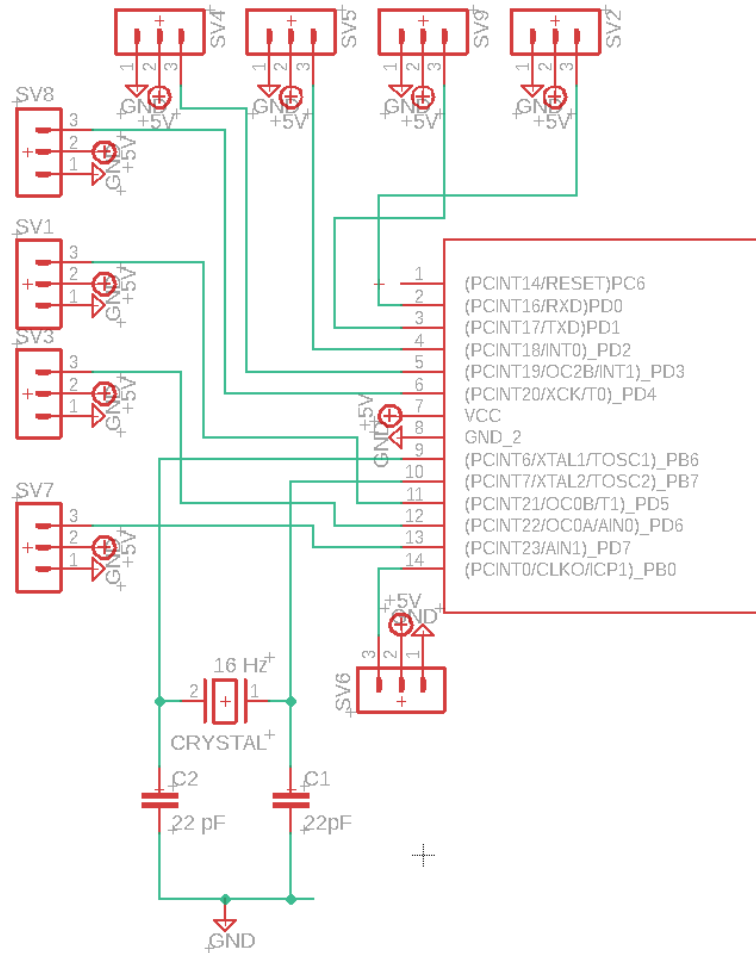 SV4
SV5
SV9
SV2
1 2 3
1 2 3
1 2 3
1 2 3
GND
+5V
GND
+5V
GND
+5V
GND
+5V
SV8
3
2
1
+5V
GND
SV1
3
2
1
+5V
GND
SV3
3
2
1
+5V
GND
SV7
3
2
1
+5V
GND
1 (PCINT14/RESET)PC6
2 (PCINT16/RXD)PD0
3 (PCINT17/TXD)PD1
4 (PCINT18/INT0)_PD2
5 (PCINT19/OC2B/INT1)_PD3
6 (PCINT20/XCK/T0)_PD4
7 VCC
8 GND_2
9 (PCINT6/XTAL1/TOSC1)_PB6
10 (PCINT7/XTAL2/TOSC2)_PB7
11 (PCINT21/OC0B/T1)_PD5
12 (PCINT22/OC0A/AIN0)_PD6
13 (PCINT23/AIN1)_PD7
14 (PCINT0/CLKO/ICP1)_PB0
+5V
GND
+5V
GND
3 2 1
SV6
16 Hz
2 1
CRYSTAL
C2
22 pF
C1
22pF
GND